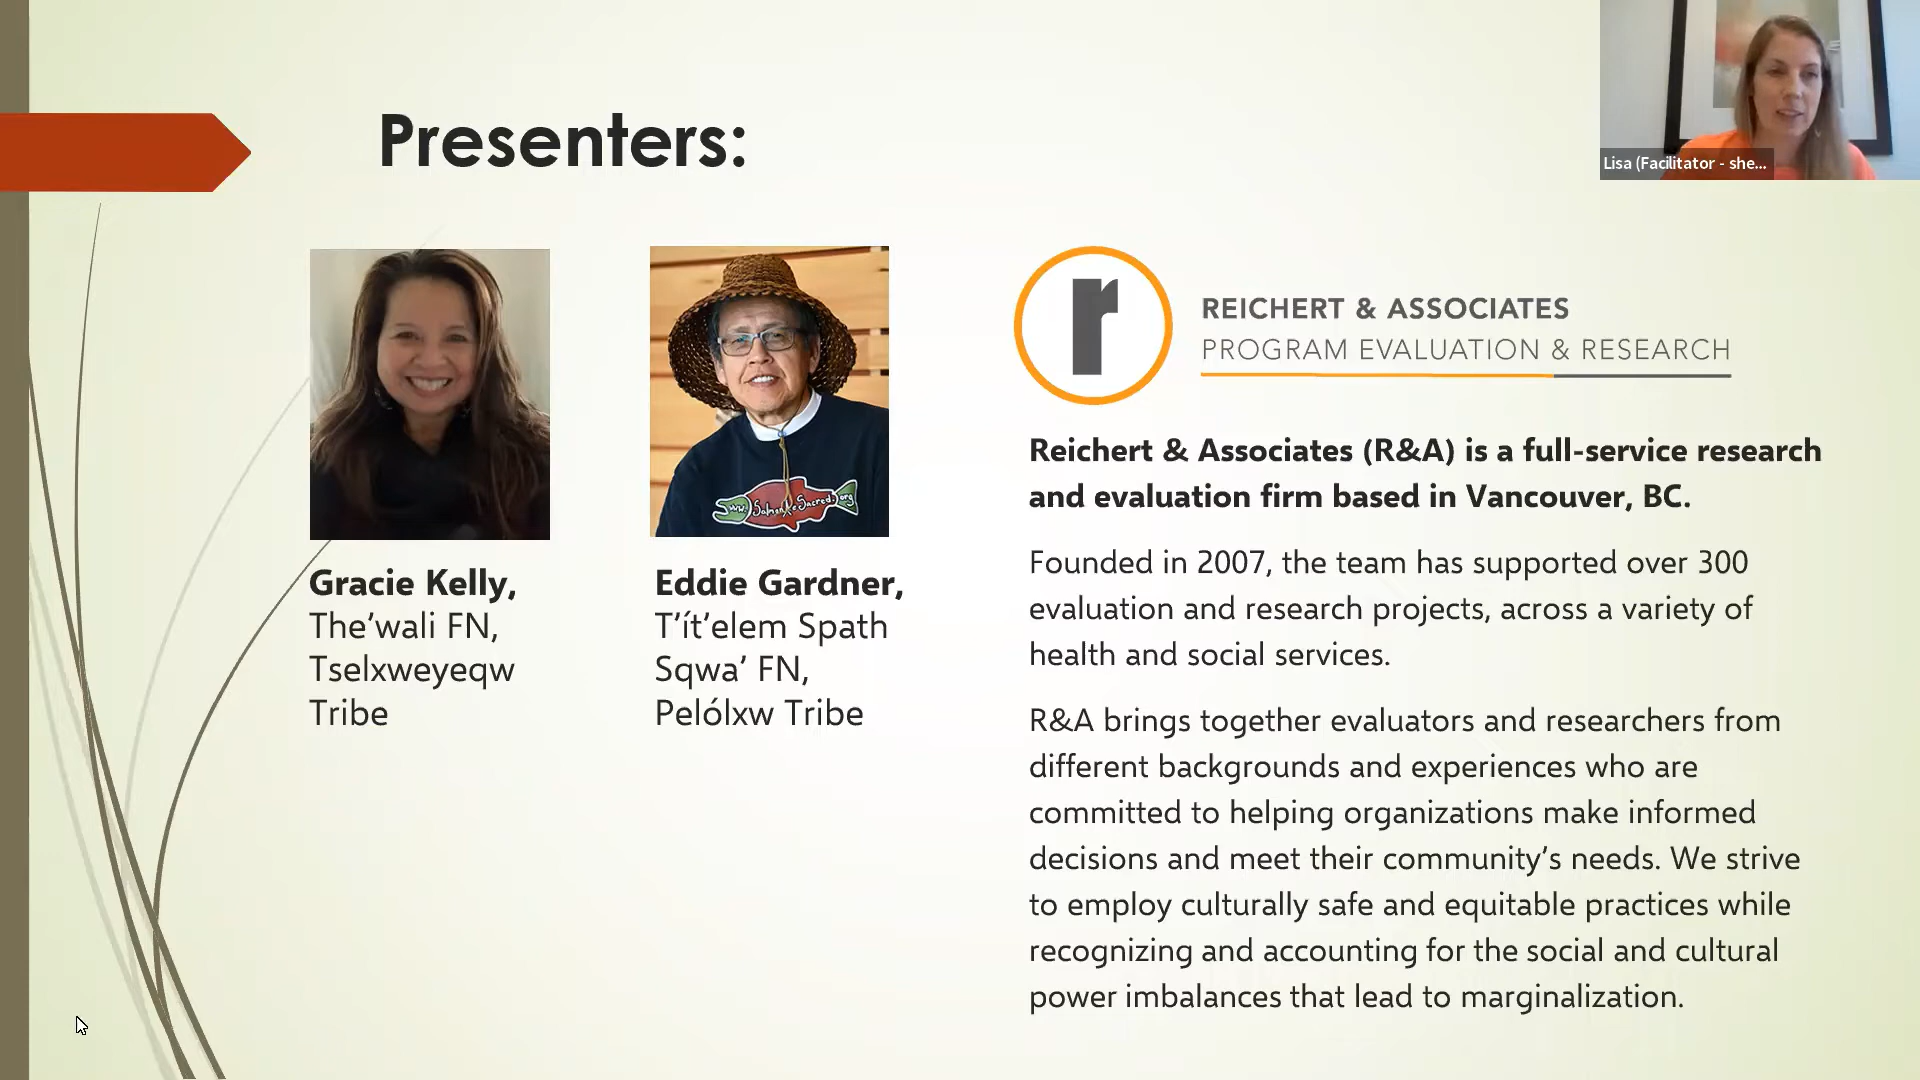 Presenters:
Lisa (Facilitator - she...
Gracie Kelly,
The’wali FN,
Tselxweyeqw
Tribe
www.SalmonAreSacred.org
Eddie Gardner,
T’ít’elem Spath
Sqwa’ FN,
Pelólxw Tribe
r
REICHERT & ASSOCIATES
PROGRAM EVALUATION & RESEARCH
Reichert & Associates (R&A) is a full-service research
and evaluation firm based in Vancouver, BC.
Founded in 2007, the team has supported over 300
evaluation and research projects, across a variety of
health and social services.
R&A brings together evaluators and researchers from
different backgrounds and experiences who are
committed to helping organizations make informed
decisions and meet their community’s needs. We strive
to employ culturally safe and equitable practices while
recognizing and accounting for the social and cultural
power imbalances that lead to marginalization.